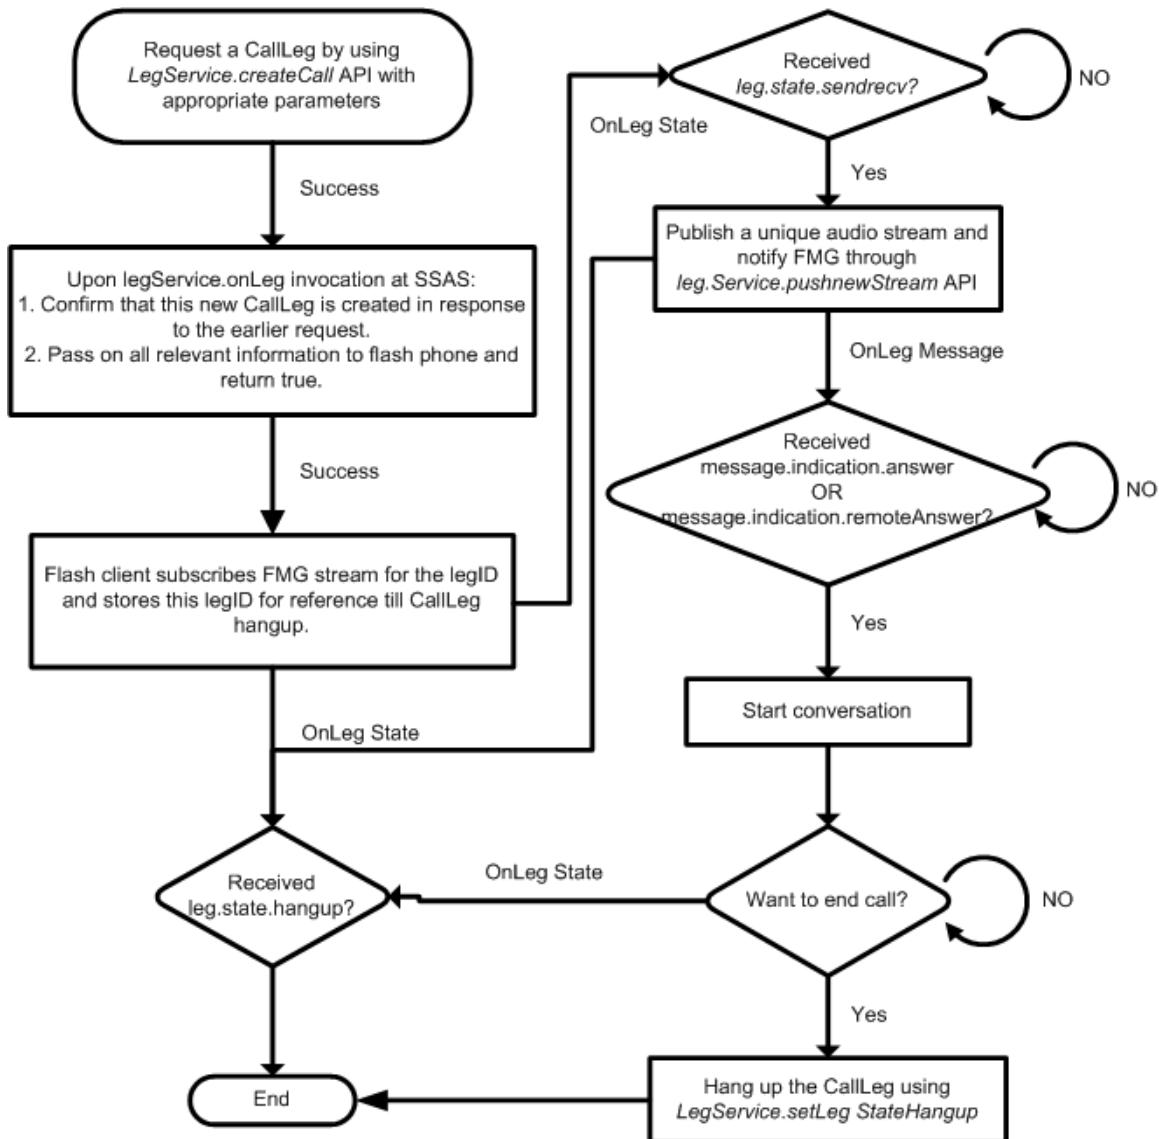 Request a CallLeg by using
LegService.createCall API with
appropriate parameters
Success
Upon legService.onLeg invocation at SSAS:
1. Confirm that this new CallLeg is created in response
to the earlier request.
2. Pass on all relevant information to flash phone and
return true.
Success
Flash client subscribes FMG stream for the legID
and stores this legID for reference till CallLeg
hangup.
OnLeg State
Received
leg.state.hangup?
End
OnLeg State
Received
leg.state.sendrecv?
NO
Yes
Publish a unique audio stream and
notify FMG through
leg.Service.pushnewStream API
OnLeg Message
Received
message.indication.answer
OR
message.indication.remoteAnswer?
NO
Yes
Start conversation
OnLeg State
Want to end call?
NO
Yes
Hang up the CallLeg using
LegService.setLeg StateHangup